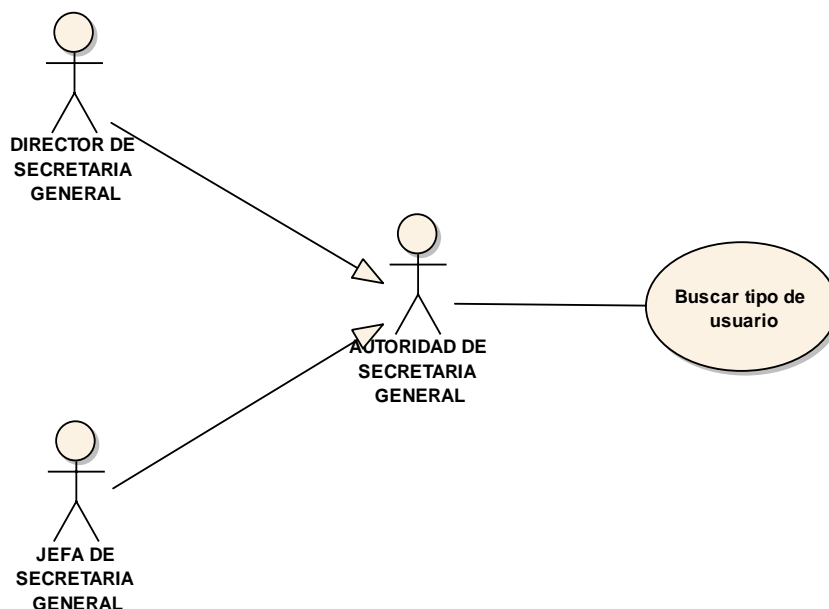 DIRECTOR DE
SECRETARIA
GENERAL
AUTORIDAD DE
SECRETARIA
GENERAL
Buscar tipo de
usuario
JEFA DE
SECRETARIA
GENERAL